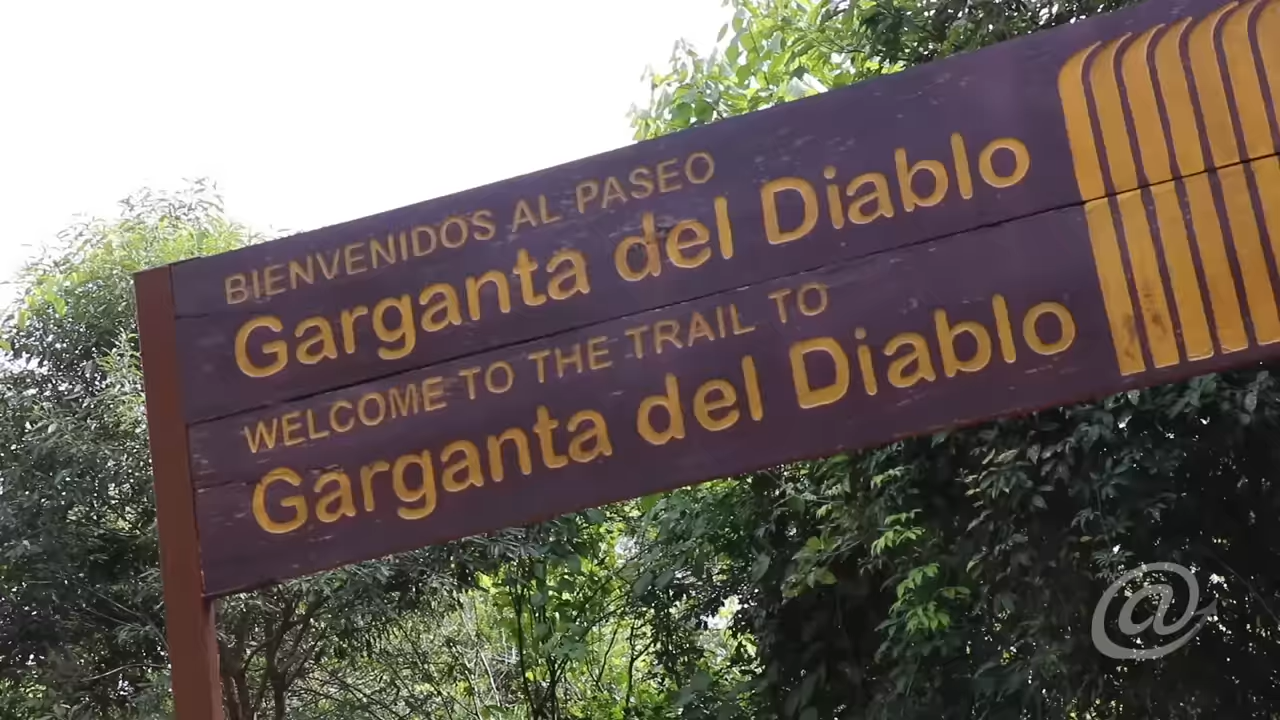 BIENVENIDOS AL PASEO
Garganta del Diablo
WELCOME TO THE TRAIL TO
Garganta del Diablo
@